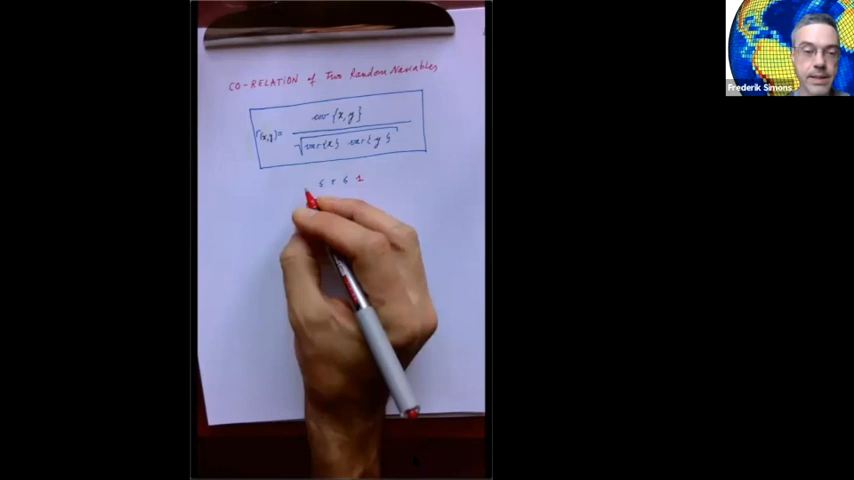 CO-RELATION of Two Random Variables
r(x,y)= cov {x,y}
√var{x} var{y}
≤ r ≤ 1
Frederik Simons